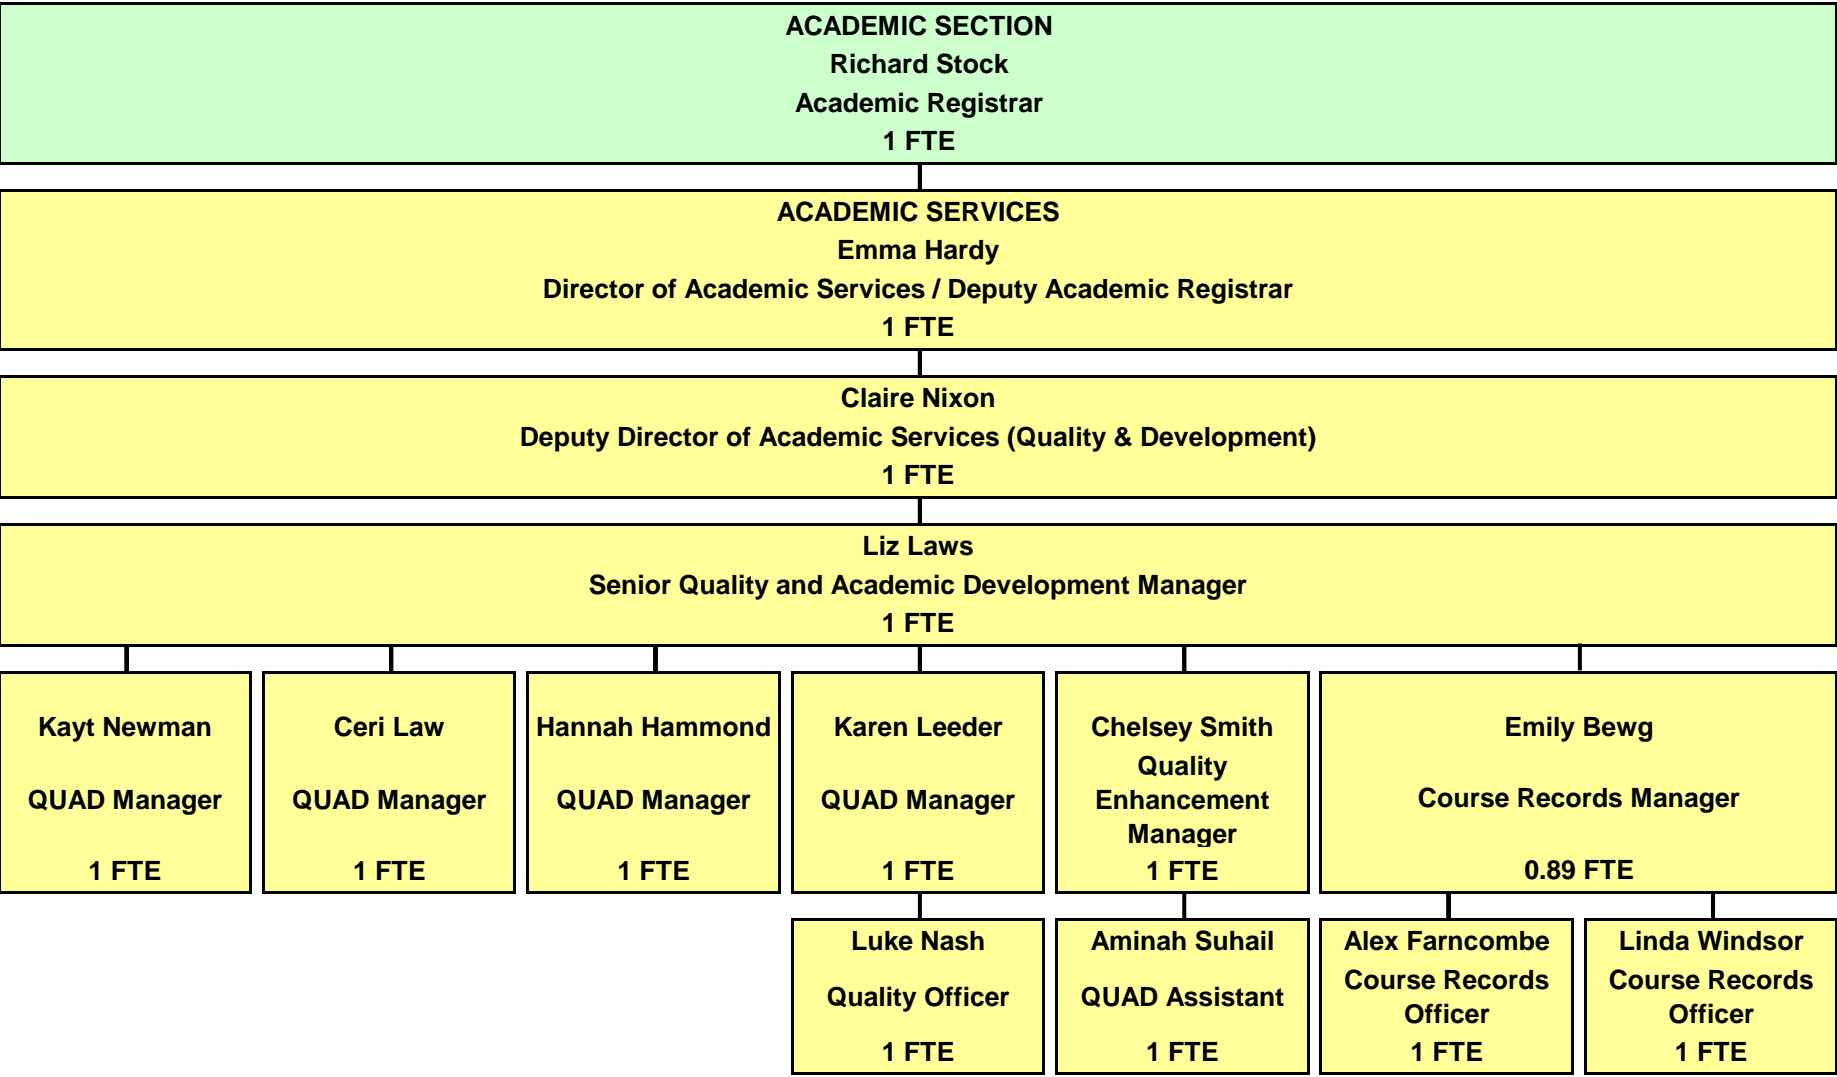 ACADEMIC SECTION
Richard Stock
Academic Registrar
1 FTE
ACADEMIC SERVICES
Emma Hardy
Director of Academic Services / Deputy Academic Registrar
1 FTE
Claire Nixon
Deputy Director of Academic Services (Quality & Development)
1 FTE
Liz Laws
Senior Quality and Academic Development Manager
1 FTE
Kayt Newman
QUAD Manager
1 FTE
Ceri Law
QUAD Manager
1 FTE
Hannah Hammond
QUAD Manager
1 FTE
Karen Leeder
QUAD Manager
1 FTE
Chelsey Smith
Quality
Enhancement
Manager
1 FTE
Emily Bewg
Course Records Manager
0.89 FTE
Luke Nash
Quality Officer
1 FTE
Aminah Suhail
QUAD Assistant
1 FTE
Alex Farncombe
Course Records
Officer
1 FTE
Linda Windsor
Course Records
Officer
1 FTE